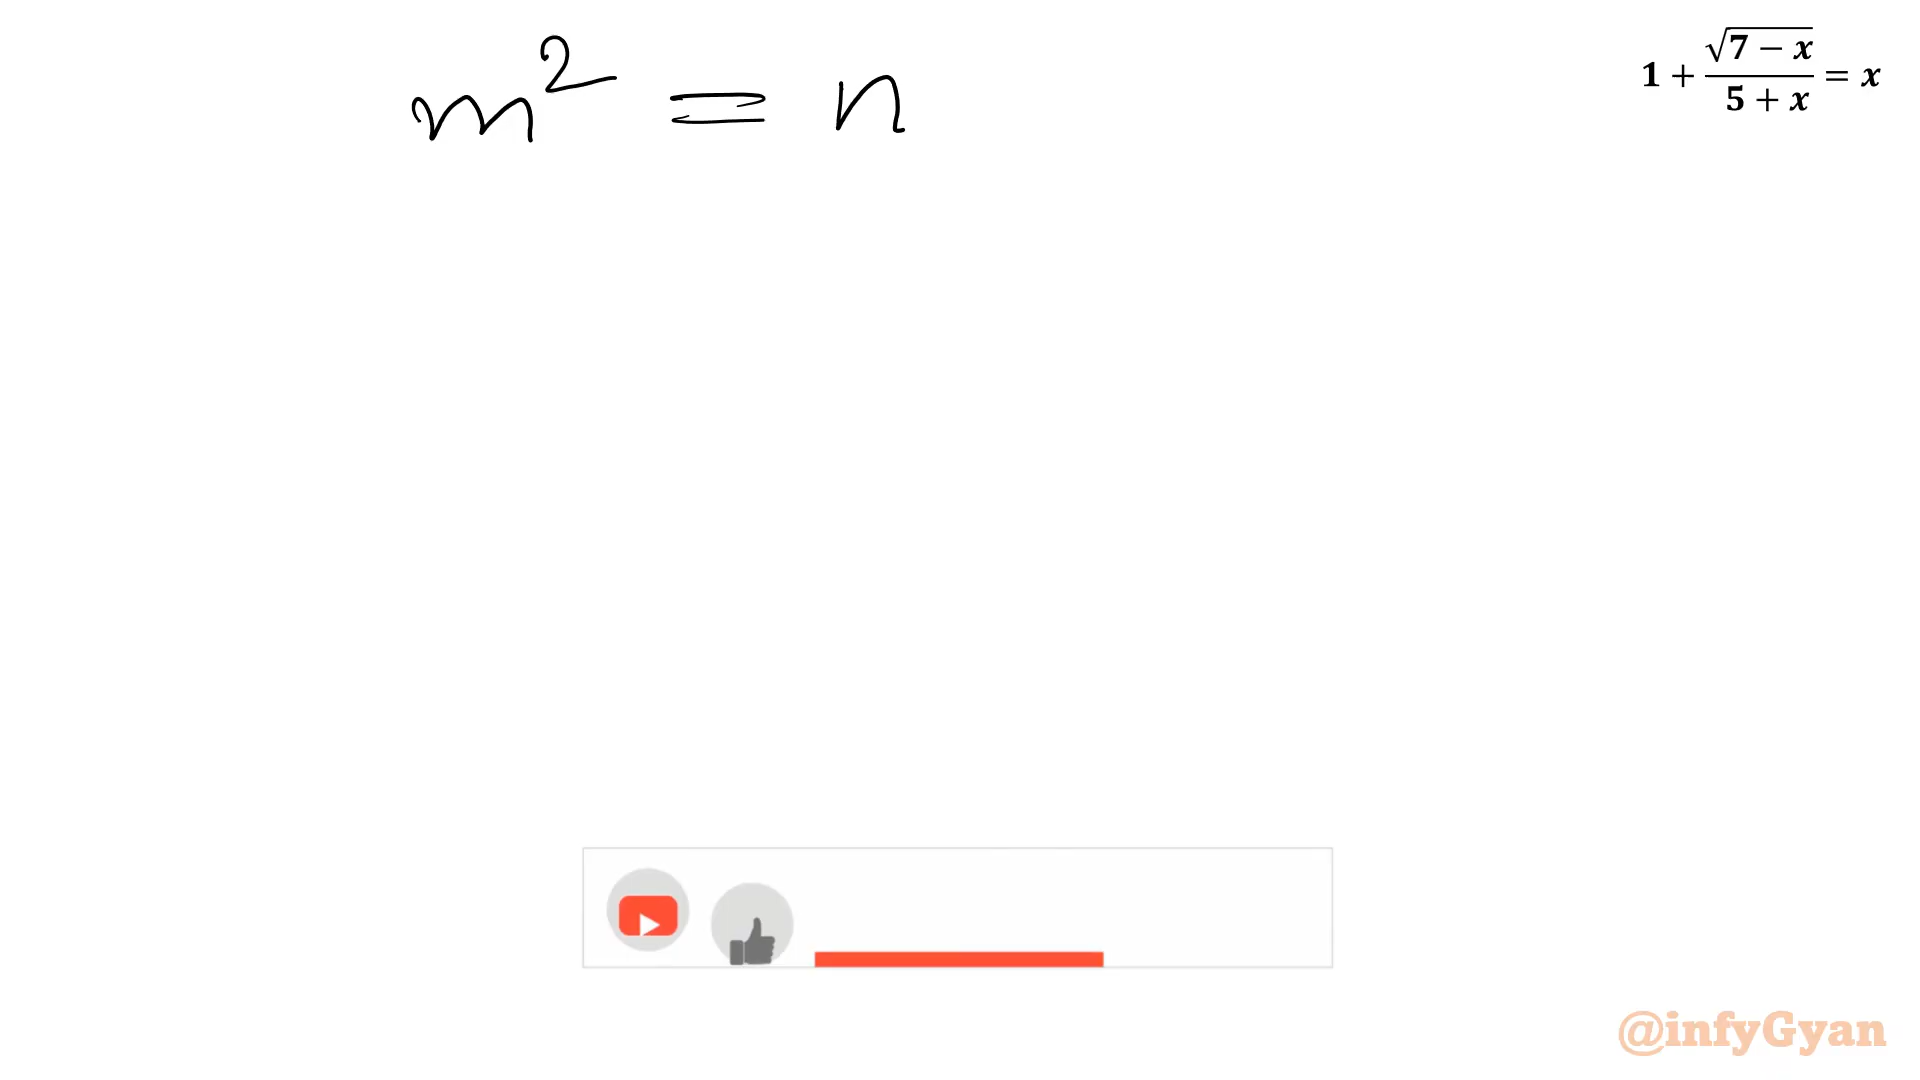 m² = n
1 + √(7 − x) / (5 + x) = x
@infyGyan